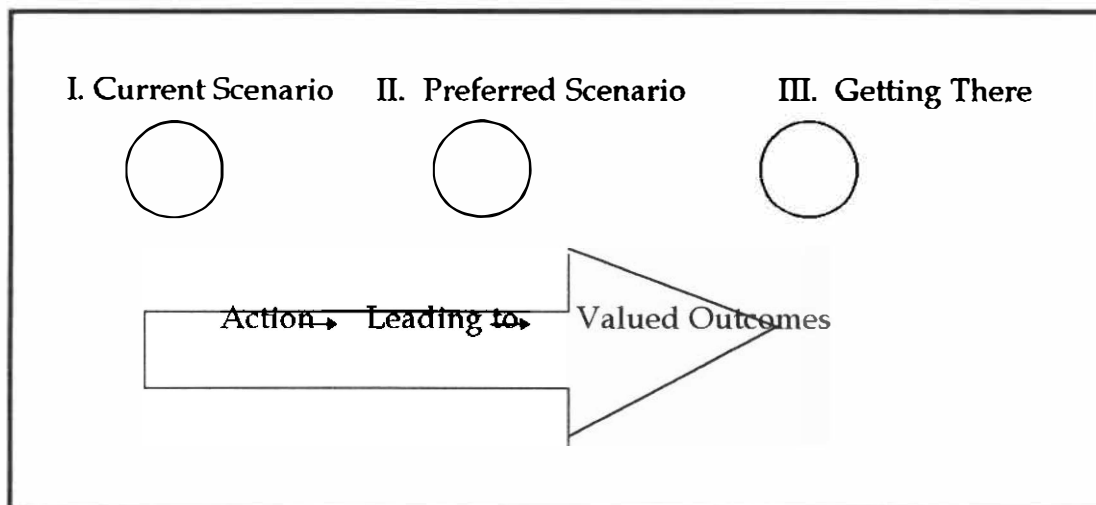 I. Current Scenario II. Preferred Scenario III. Getting There
Action → Leading to → Valued Outcomes